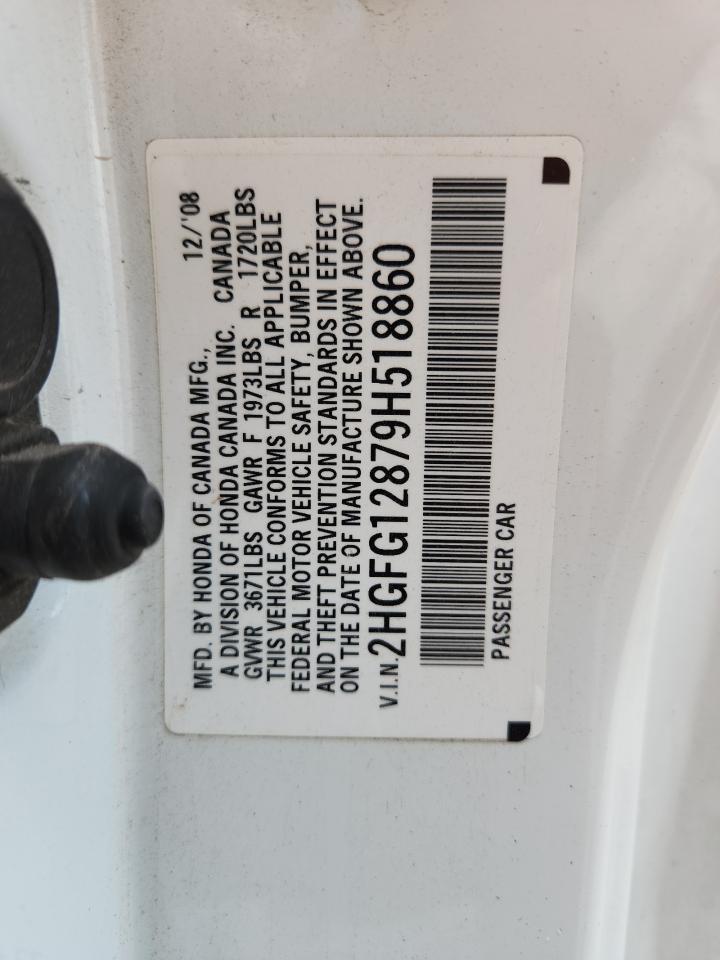 MFD. BY HONDA OF CANADA MFG., 12/'08
A DIVISION OF HONDA CANADA INC. CANADA
GVWR 3671LBS GAWR F 1973LBS R 1720LBS
THIS VEHICLE CONFORMS TO ALL APPLICABLE
FEDERAL MOTOR VEHICLE SAFETY, BUMPER,
AND THEFT PREVENTION STANDARDS IN EFFECT
ON THE DATE OF MANUFACTURE SHOWN ABOVE.
V.I.N. 2HGFG12879H518860
PASSENGER CAR